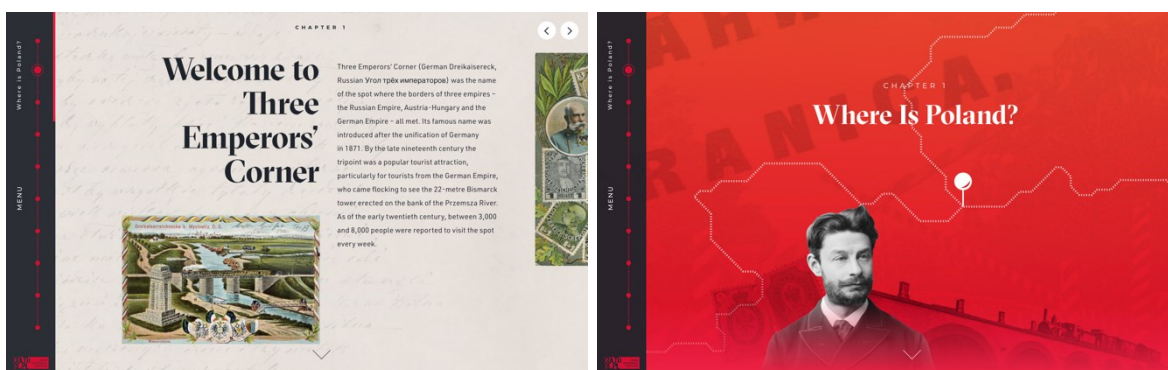 Where is Poland?
MENU
CHAPTER 1
Welcome to
Three
Emperors'
Corner
Three Emperors' Corner (German Dreikaisereck,
Russian Угол трёх императоров) was the name
of the spot where the borders of three empires –
the Russian Empire, Austria-Hungary and the
German Empire – all met. Its famous name was
introduced after the unification of Germany
in 1871. By the late nineteenth century the
tripoint was a popular tourist attraction,
particularly for tourists from the German Empire,
who came flocking to see the 22-metre Bismarck
tower erected on the bank of the Przemsza River.
As of the early twentieth century, between 3,000
and 8,000 people were reported to visit the spot
every week.
Where is Poland?
MENU
CHAPTER 1
Where Is Poland?
RANICA.